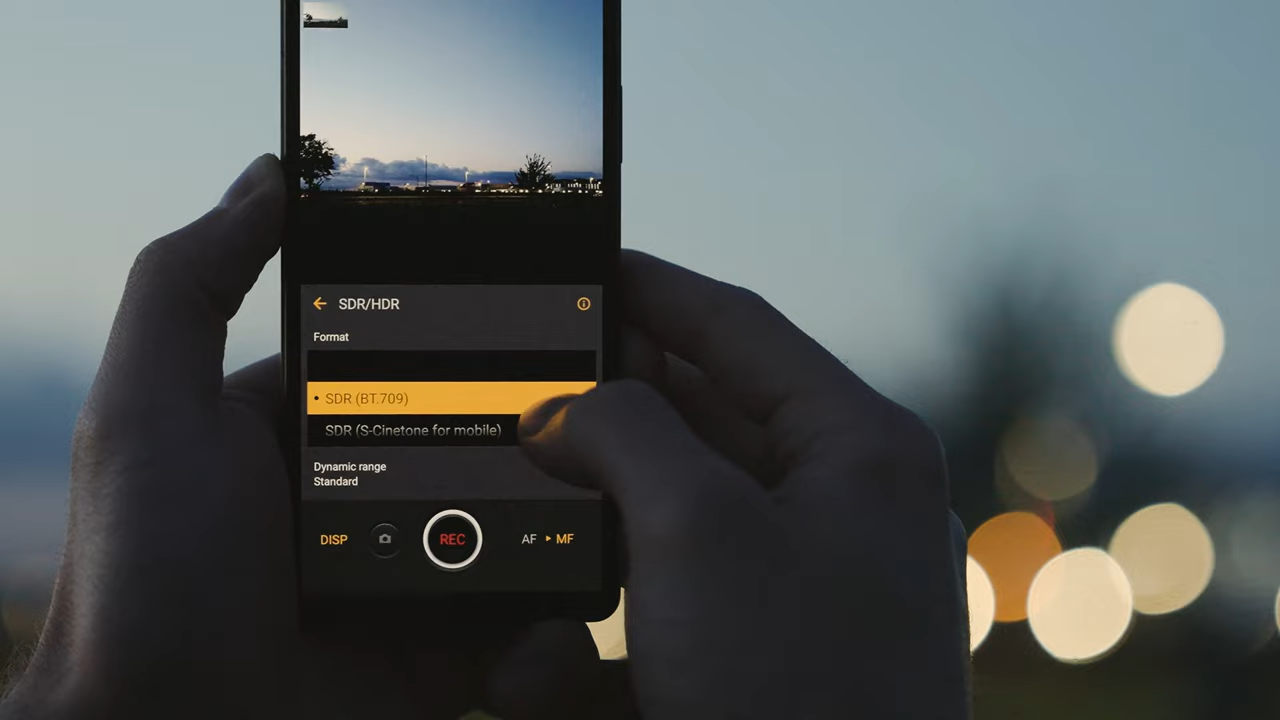 SDR/HDR
Format
SDR (BT.709)
SDR (S-Cinetone for mobile)
Dynamic range
Standard
DISP REC AF ▸ MF